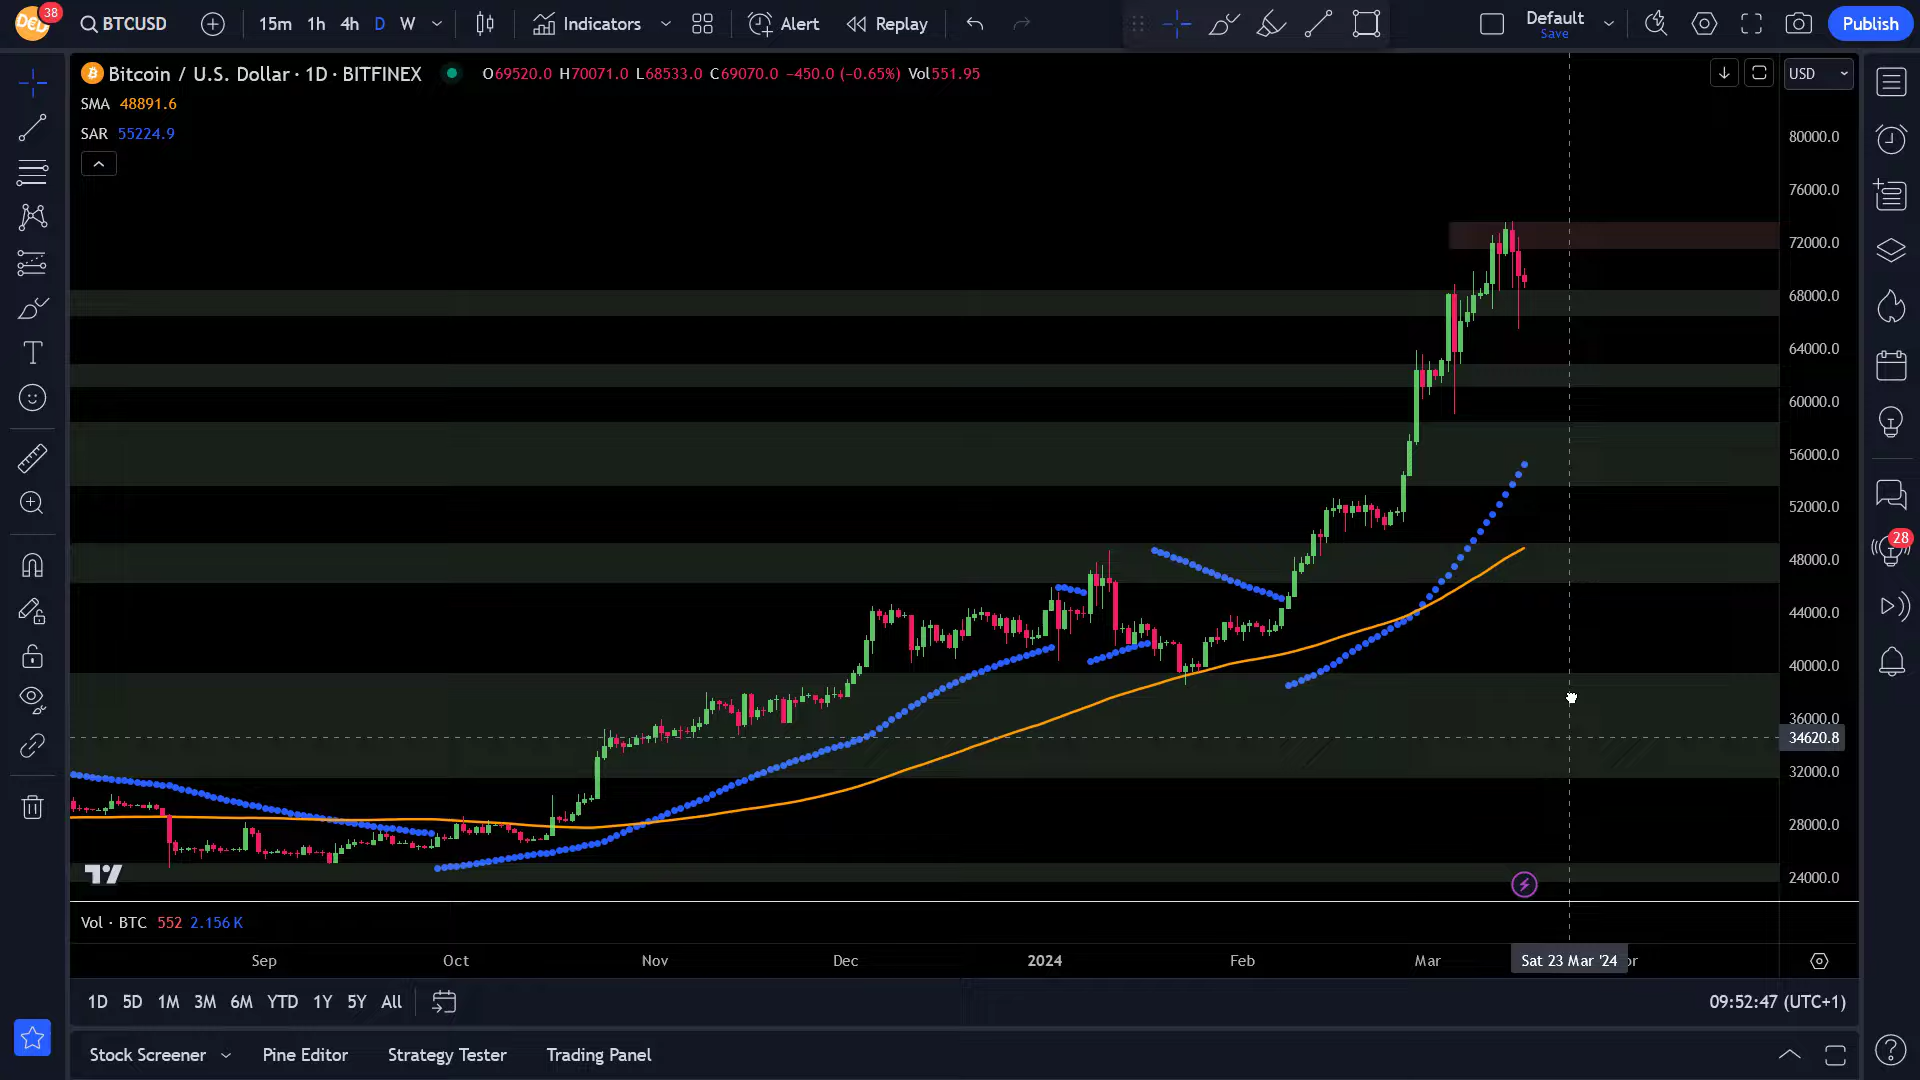 38
BTCUSD
15m 1h 4h D W
Indicators
Alert
Replay
Default
Save
Publish
Bitcoin / U.S. Dollar · 1D · BITFINEX
O69520.0 H70071.0 L68533.0 C69070.0 −450.0 (−0.65%) Vol551.95
USD
SMA 48891.6
SAR 55224.9
80000.0
76000.0
72000.0
68000.0
64000.0
60000.0
56000.0
52000.0
48000.0
44000.0
40000.0
36000.0
34620.8
32000.0
28000.0
24000.0
28
Vol · BTC 552 2.156 K
Sep Oct Nov Dec 2024 Feb Mar Sat 23 Mar '24
1D 5D 1M 3M 6M YTD 1Y 5Y All
09:52:47 (UTC+1)
Stock Screener Pine Editor Strategy Tester Trading Panel